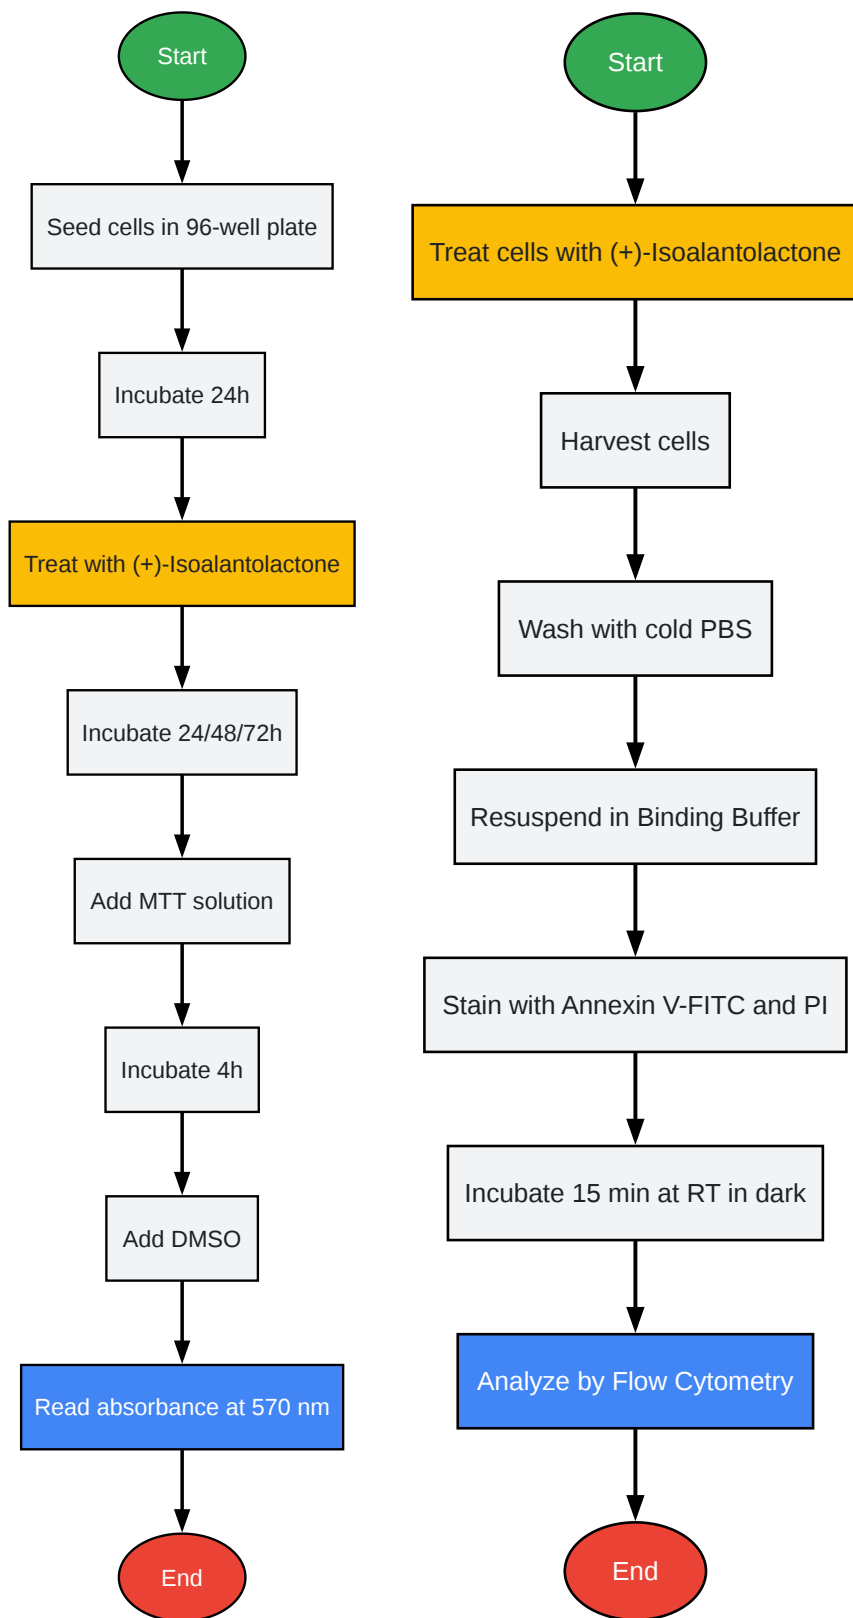 Start
Seed cells in 96-well plate
Incubate 24h
Treat with (+)-Isoalantolactone
Incubate 24/48/72h
Add MTT solution
Incubate 4h
Add DMSO
Read absorbance at 570 nm
End
Start
Treat cells with (+)-Isoalantolactone
Harvest cells
Wash with cold PBS
Resuspend in Binding Buffer
Stain with Annexin V-FITC and PI
Incubate 15 min at RT in dark
Analyze by Flow Cytometry
End